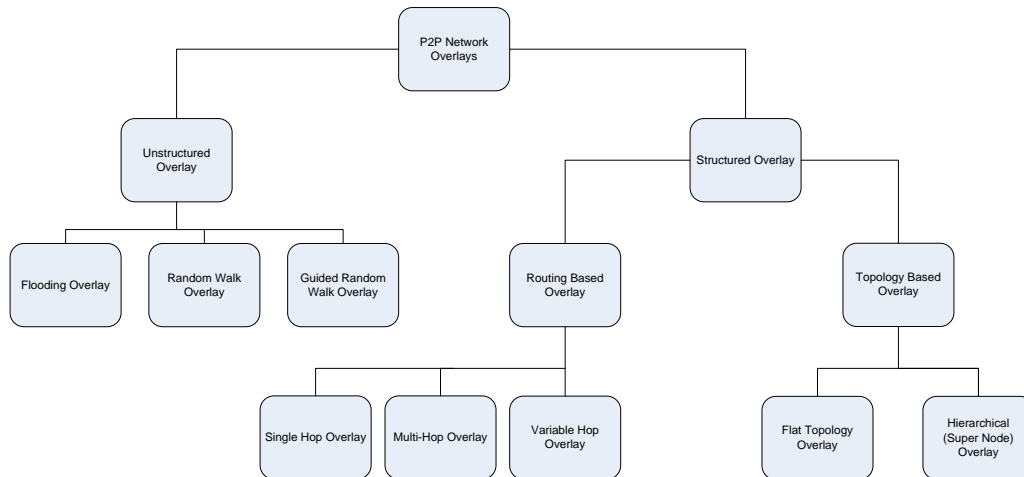 P2P Network
Overlays
Unstructured
Overlay
Structured Overlay
Flooding Overlay
Random Walk
Overlay
Guided Random
Walk Overlay
Routing Based
Overlay
Topology Based
Overlay
Single Hop Overlay
Multi-Hop Overlay
Variable Hop
Overlay
Flat Topology
Overlay
Hierarchical
(Super Node)
Overlay